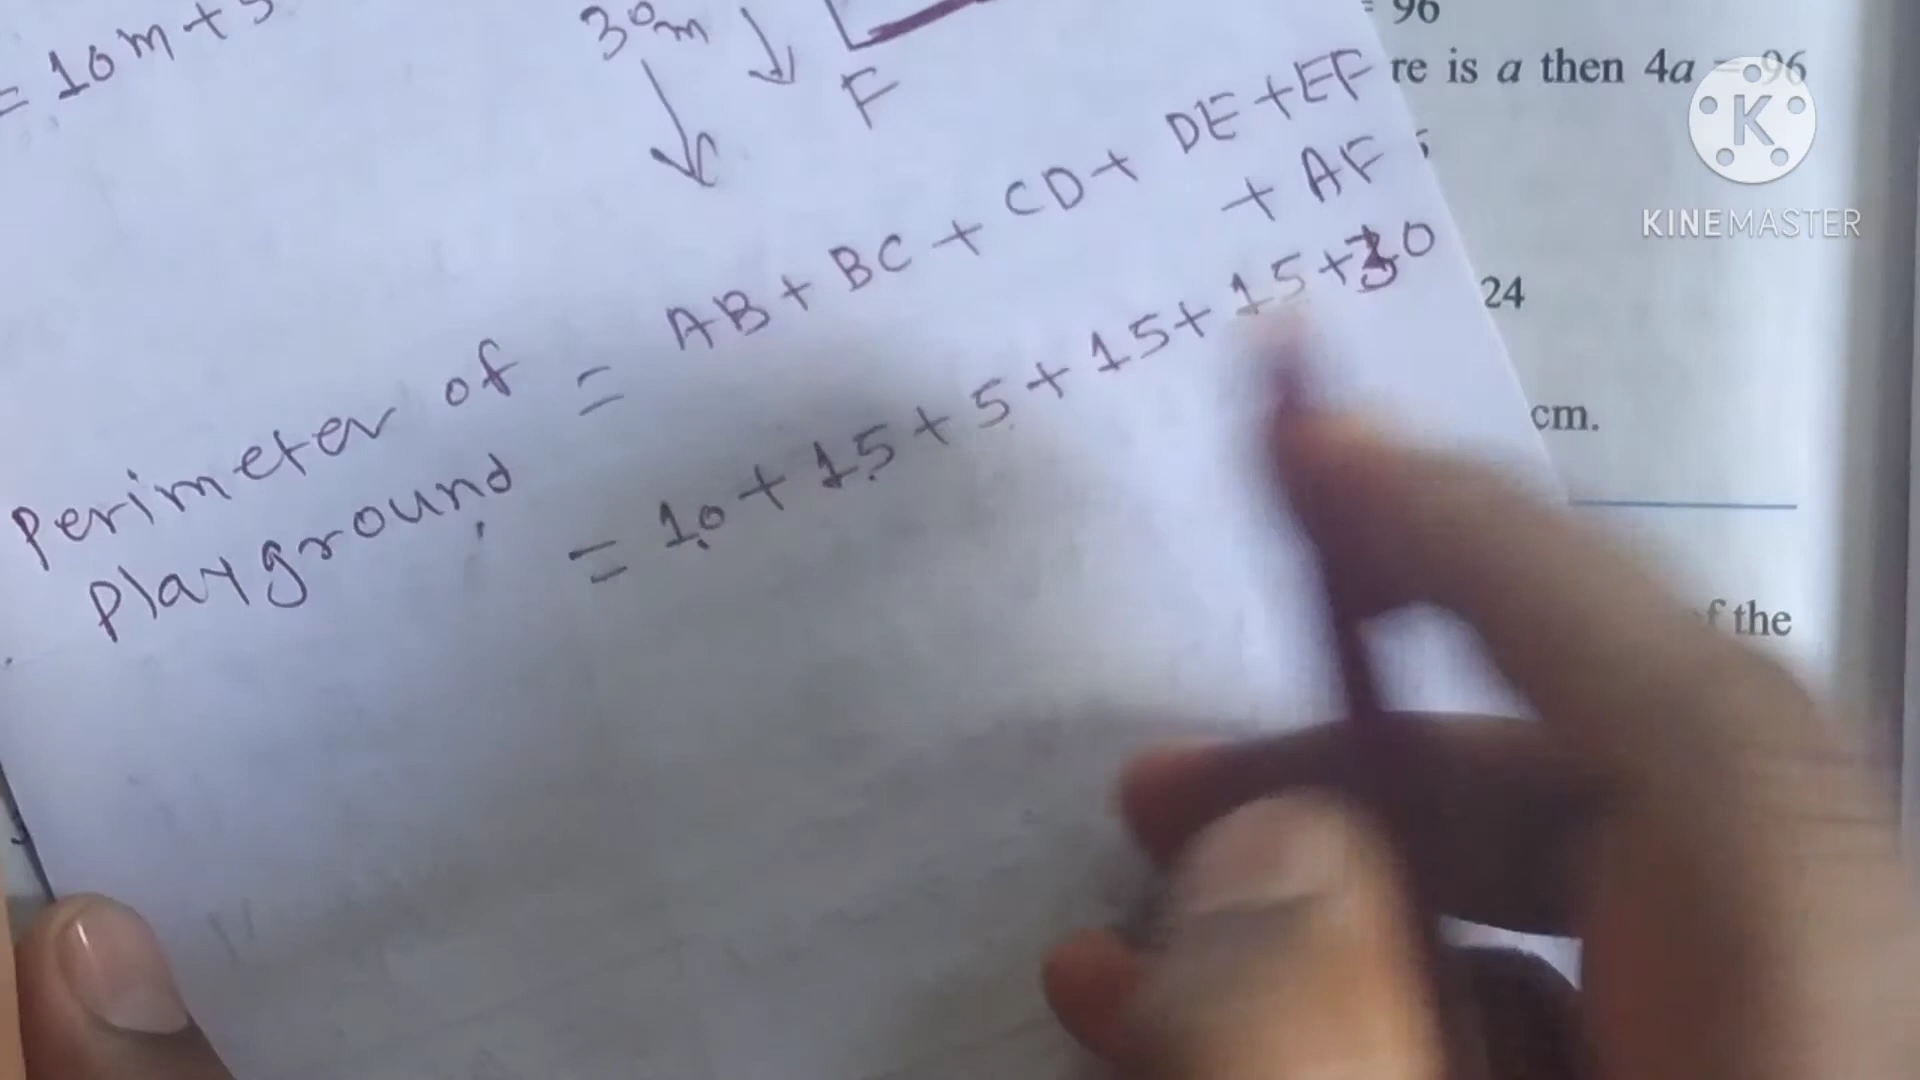 = 10m+5
30m
F
= 96
re is a then 4a = 96
Perimeter of = AB + BC + CD + DE + EF
Playground + AF
= 10 + 15 + 5 + 15 + 15 + 30
24
cm.
f the
K
KINEMASTER